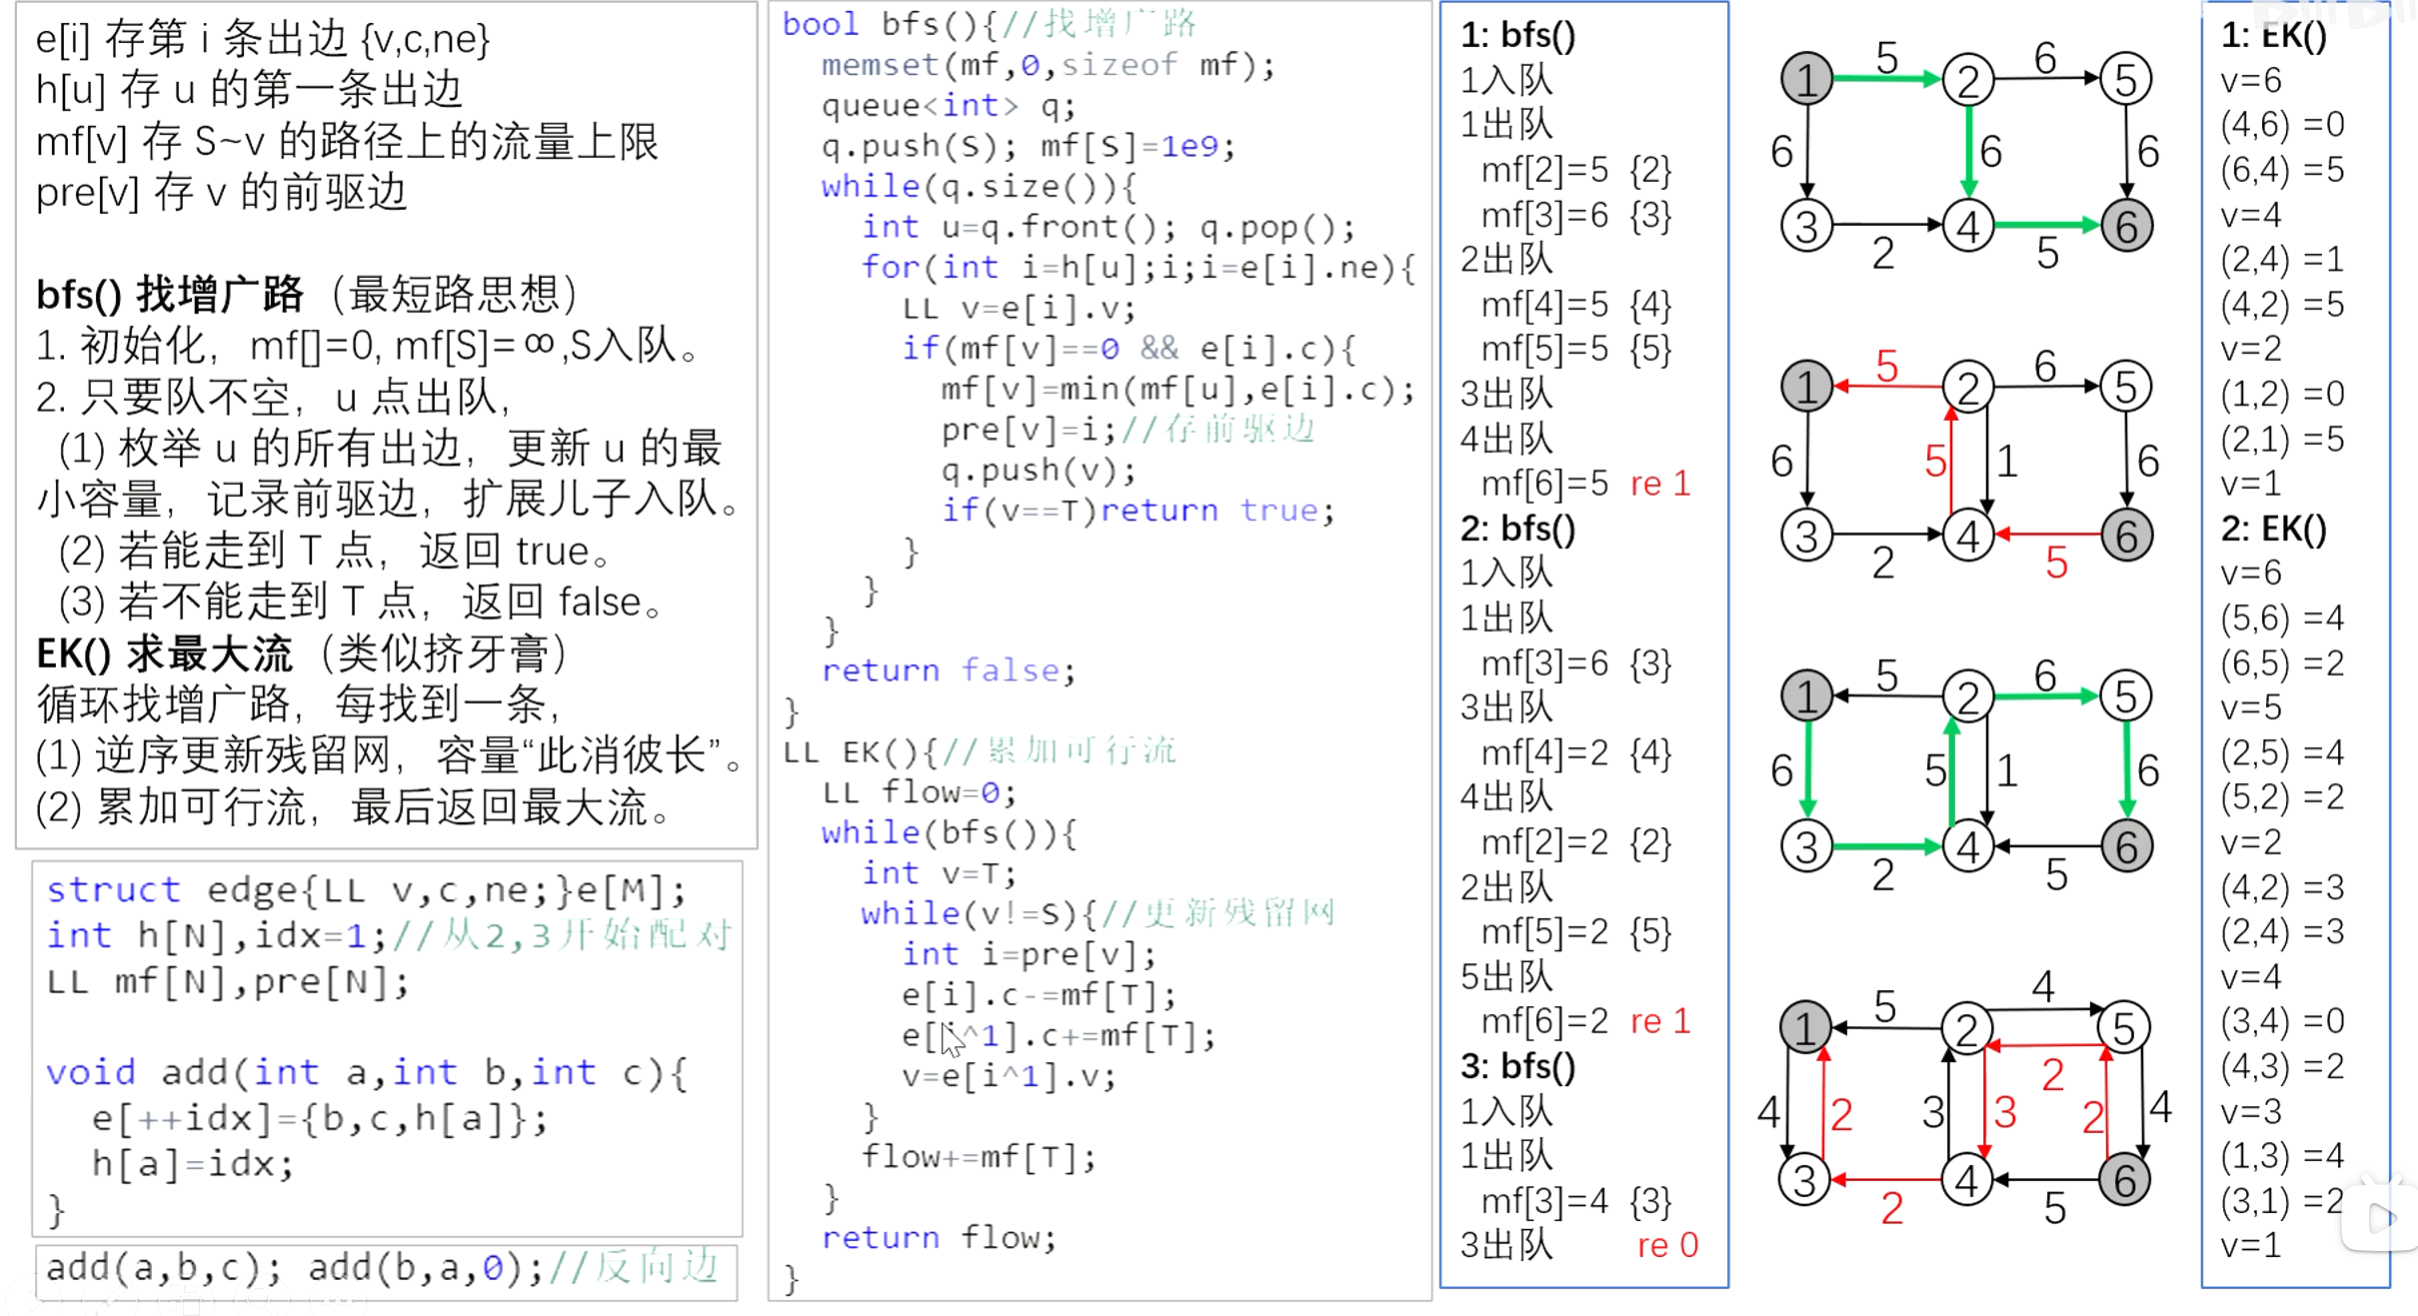 e[i] 存第 i 条出边 {v,c,ne}
h[u] 存 u 的第一条出边
mf[v] 存 S~v 的路径上的流量上限
pre[v] 存 v 的前驱边
bfs() 找增广路（最短路思想）
1. 初始化，mf[]=0, mf[S]=∞,S入队。
2. 只要队不空，u 点出队，
(1) 枚举 u 的所有出边，更新 u 的最
小容量，记录前驱边，扩展儿子入队。
(2) 若能走到 T 点，返回 true。
(3) 若不能走到 T 点，返回 false。
EK() 求最大流（类似挤牙膏）
循环找增广路，每找到一条，
(1) 逆序更新残留网，容量“此消彼长”。
(2) 累加可行流，最后返回最大流。
struct edge{LL v,c,ne;}e[M];
int h[N],idx=1;//从2,3开始配对
LL mf[N],pre[N];
void add(int a,int b,int c){
e[++idx]={b,c,h[a]};
h[a]=idx;
}
add(a,b,c); add(b,a,0);//反向边
bool bfs(){//找增广路
memset(mf,0,sizeof mf);
queue<int> q;
q.push(S); mf[S]=1e9;
while(q.size()){
int u=q.front(); q.pop();
for(int i=h[u];i;i=e[i].ne){
LL v=e[i].v;
if(mf[v]==0 && e[i].c){
mf[v]=min(mf[u],e[i].c);
pre[v]=i;//存前驱边
q.push(v);
if(v==T)return true;
}
}
}
return false;
}
LL EK(){//累加可行流
LL flow=0;
while(bfs()){
int v=T;
while(v!=S){//更新残留网
int i=pre[v];
e[i].c-=mf[T];
e[i^1].c+=mf[T];
v=e[i^1].v;
}
flow+=mf[T];
}
return flow;
}
1: bfs()
1入队
1出队
mf[2]=5 {2}
mf[3]=6 {3}
2出队
mf[4]=5 {4}
mf[5]=5 {5}
3出队
4出队
mf[6]=5 re 1
2: bfs()
1入队
1出队
mf[3]=6 {3}
3出队
mf[4]=2 {4}
4出队
mf[2]=2 {2}
2出队
mf[5]=2 {5}
5出队
mf[6]=2 re 1
3: bfs()
1入队
1出队
mf[3]=4 {3}
3出队 re 0
5 6
1 2 5
6 6 6
3 4 6
2 5
5 6
1 2 5
6 5 1 6
3 4 6
2 5
5 6
1 2 5
6 5 1 6
3 4 6
2 5
5 4
1 2 5
2
4 2 3 3 2 4
3 4 6
2 5
1: EK()
v=6
(4,6) =0
(6,4) =5
v=4
(2,4) =1
(4,2) =5
v=2
(1,2) =0
(2,1) =5
v=1
2: EK()
v=6
(5,6) =4
(6,5) =2
v=5
(2,5) =4
(5,2) =2
v=2
(4,2) =3
(2,4) =3
v=4
(3,4) =0
(4,3) =2
v=3
(1,3) =4
(3,1) =2
v=1